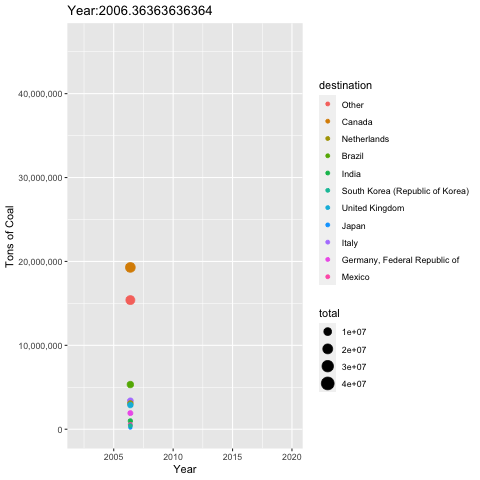 Year:2006.36363636364
Tons of Coal
40,000,000
30,000,000
20,000,000
10,000,000
0
2005
2010
2015
2020
Year
destination
Other
Canada
Netherlands
Brazil
India
South Korea (Republic of Korea)
United Kingdom
Japan
Italy
Germany, Federal Republic of
Mexico
total
1e+07
2e+07
3e+07
4e+07